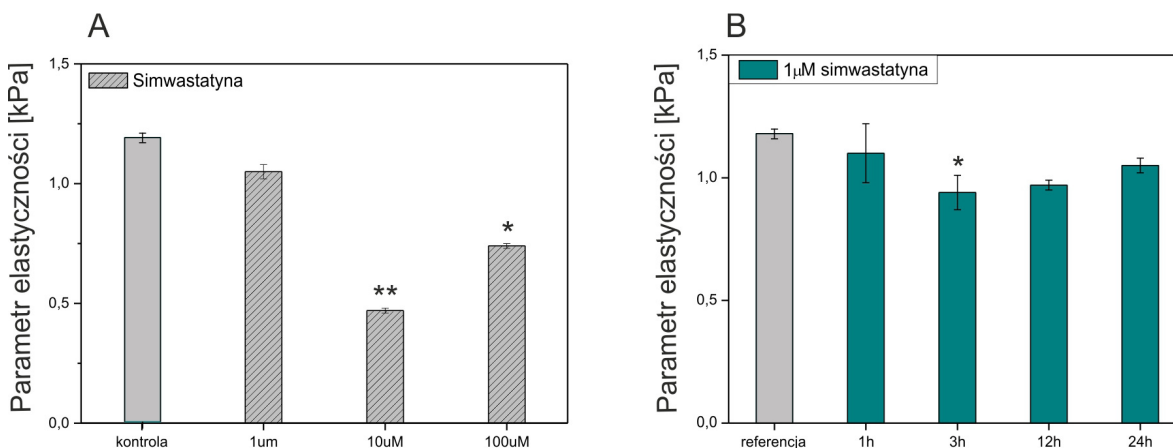 A
Parametr elastyczności [kPa]
1,5
1,0
0,5
0,0
Simwastatyna
**
*
kontrola 1um 10uM 100uM
B
Parametr elastyczności [kPa]
1,5
1,0
0,5
0,0
1µM simwastatyna
*
referencja 1h 3h 12h 24h